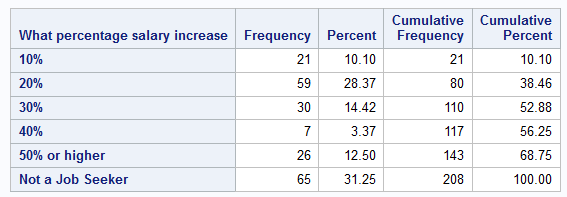 What percentage salary increase Frequency Percent Cumulative Frequency Cumulative Percent
10% 21 10.10 21 10.10
20% 59 28.37 80 38.46
30% 30 14.42 110 52.88
40% 7 3.37 117 56.25
50% or higher 26 12.50 143 68.75
Not a Job Seeker 65 31.25 208 100.00